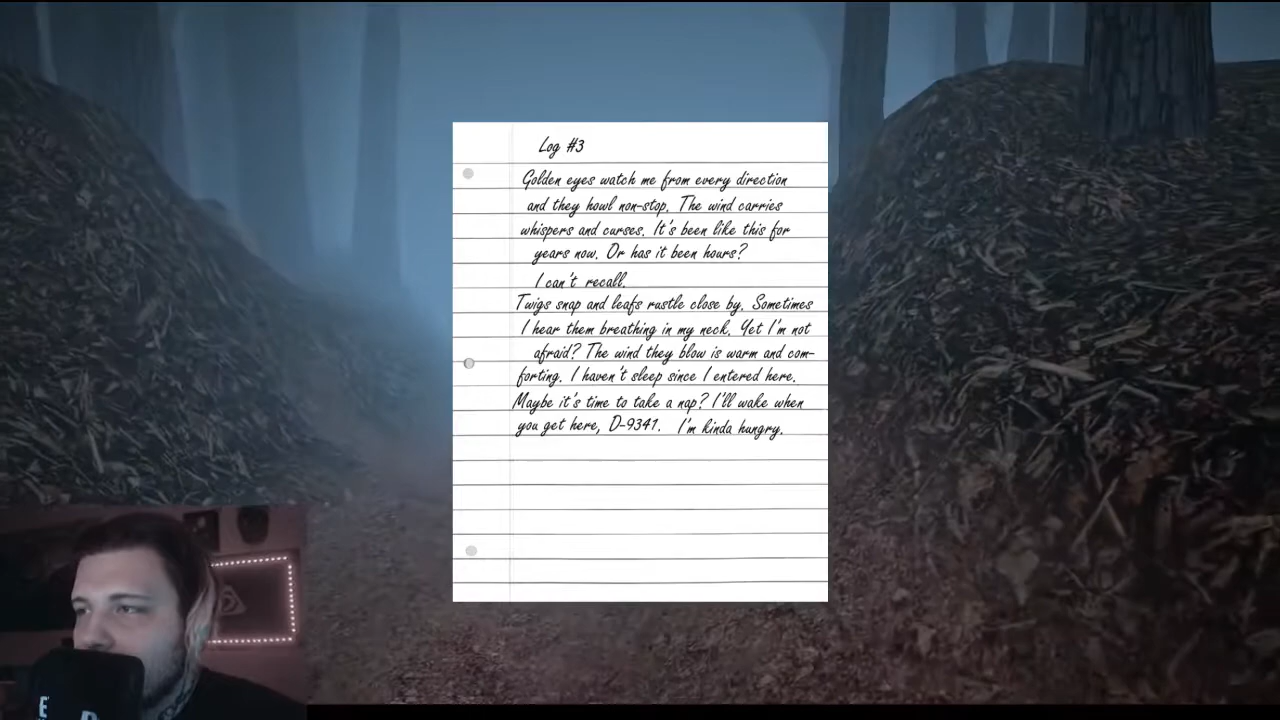 Log #3
Golden eyes watch me from every direction
and they howl non-stop. The wind carries
whispers and curses. It's been like this for
years now. Or has it been hours?
I can't recall.
Twigs snap and leafs rustle close by. Sometimes
I hear them breathing in my neck. Yet I'm not
afraid? The wind they blow is warm and com-
forting. I haven't sleep since I entered here.
Maybe it's time to take a nap? I'll wake when
you get here, D-9341. I'm kinda hungry.